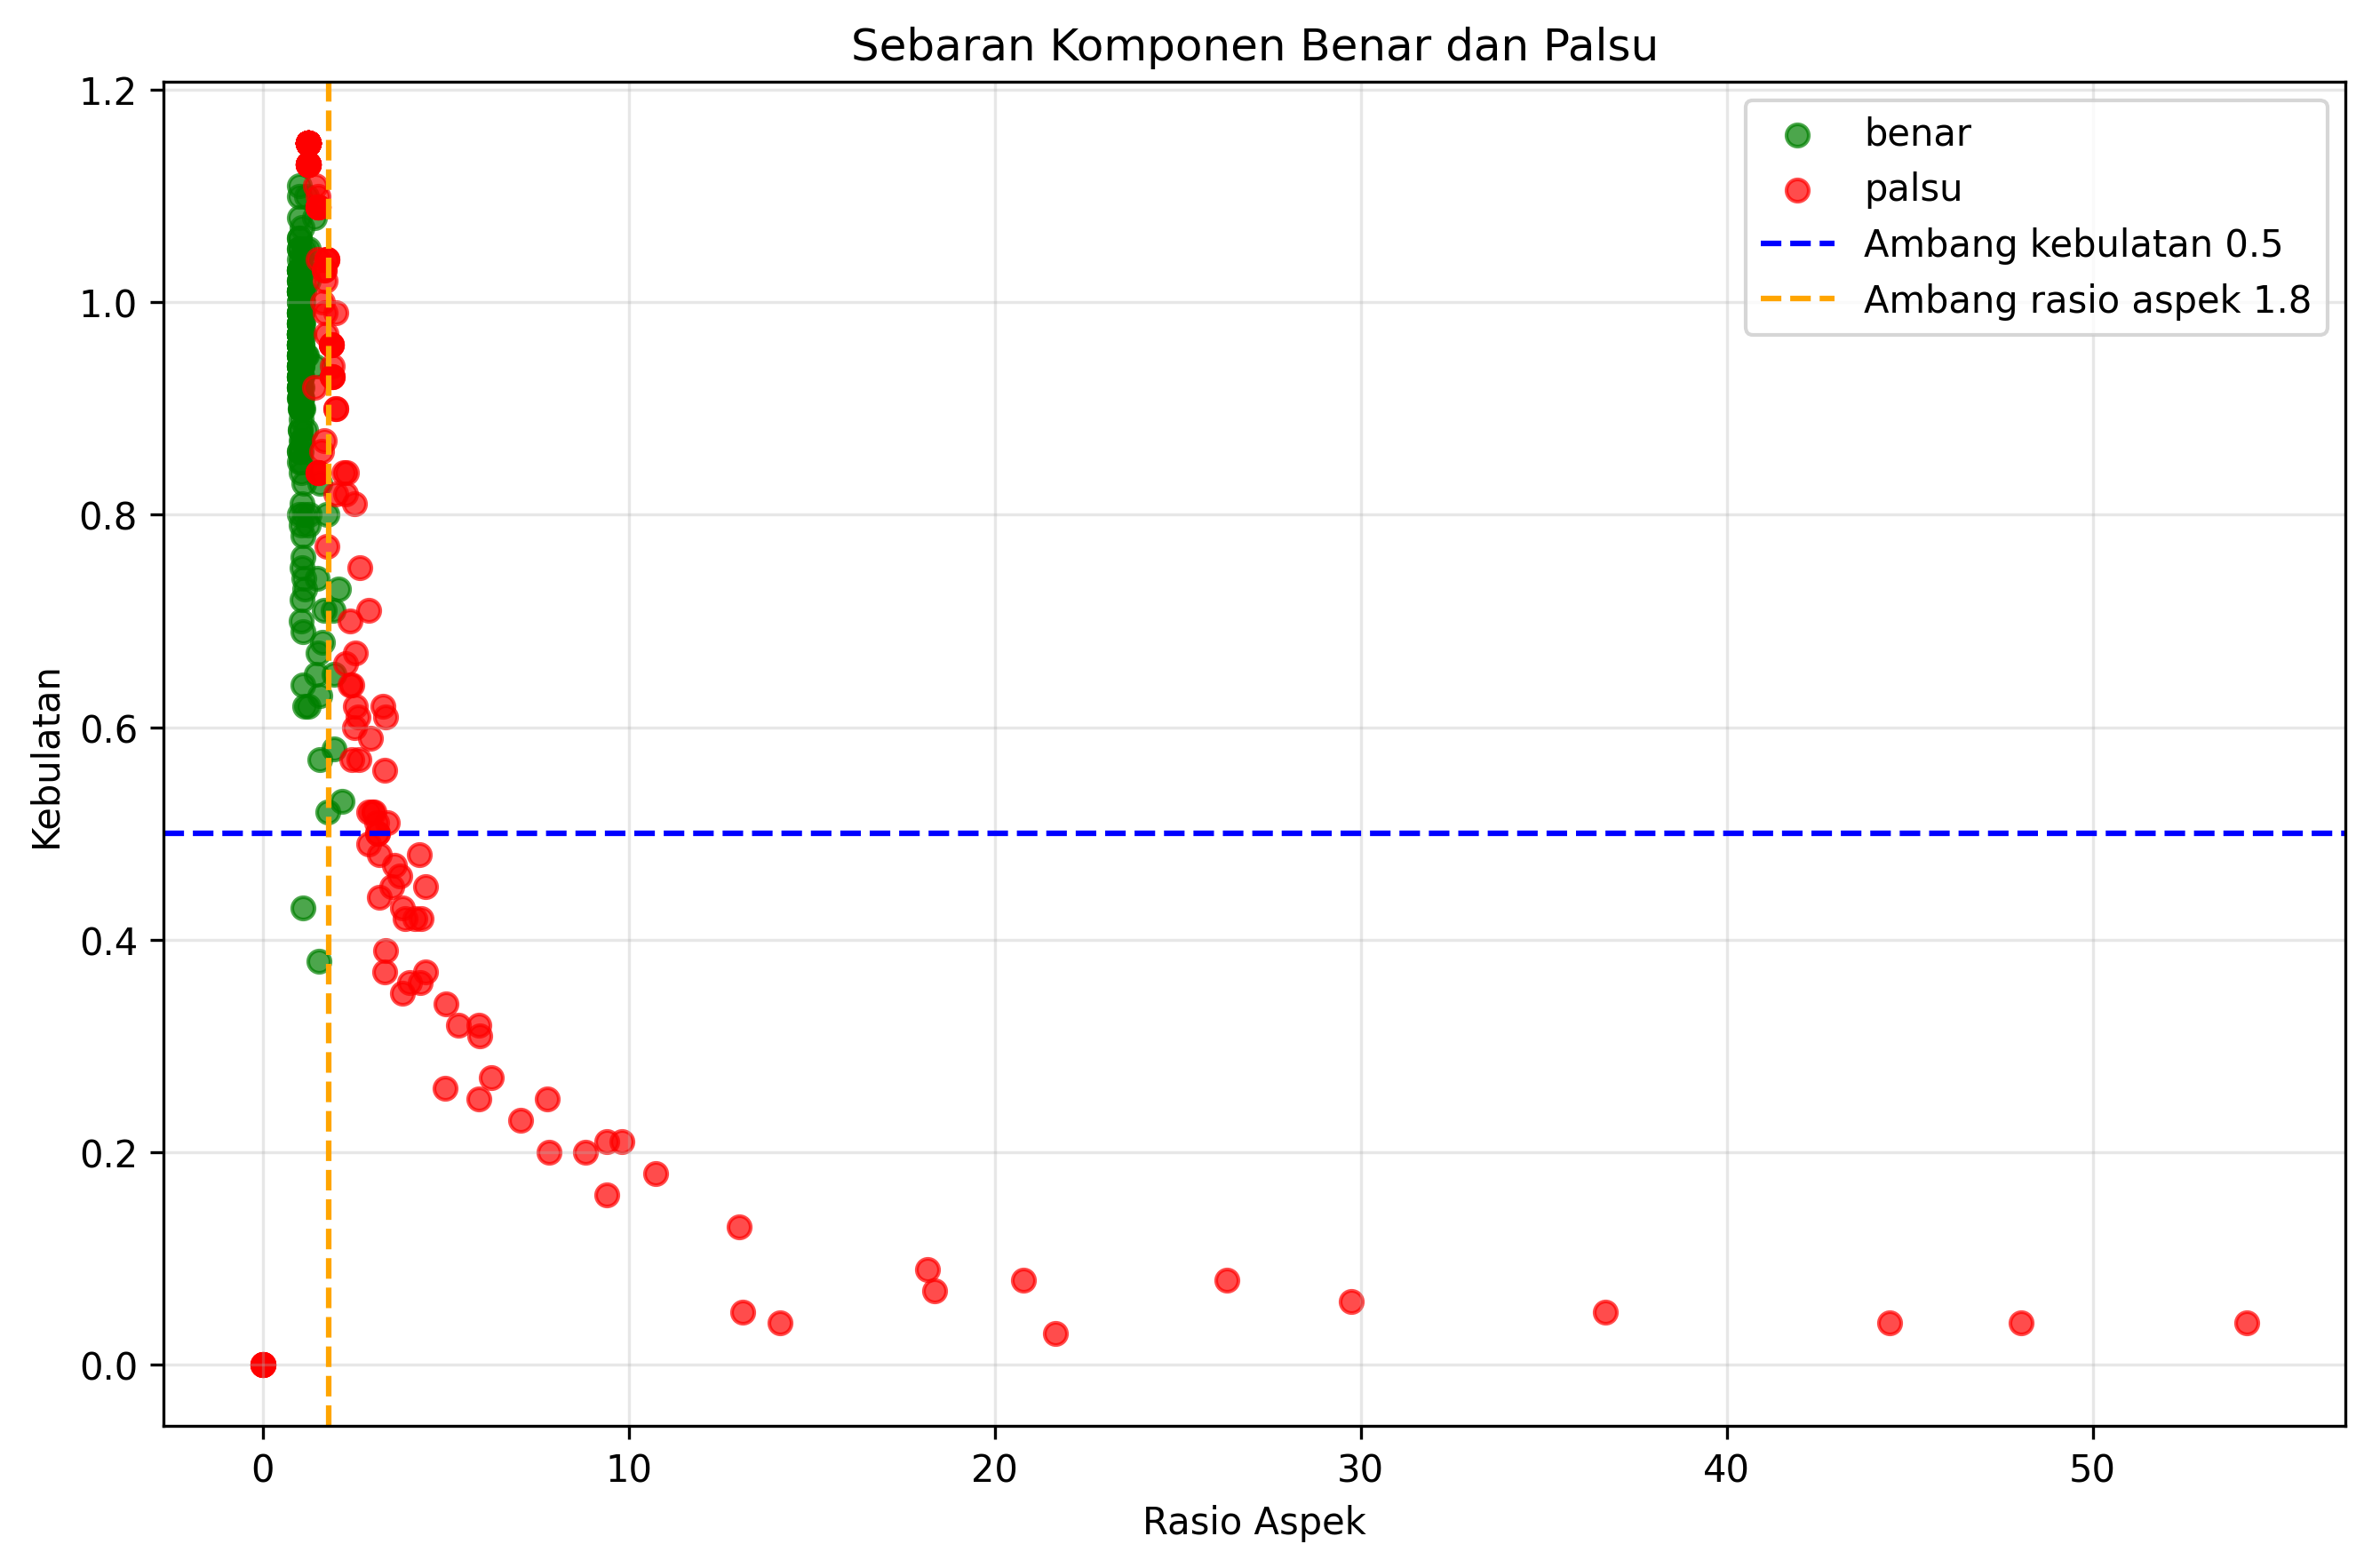 Sebaran Komponen Benar dan Palsu
benar
palsu
Ambang kebulatan 0.5
Ambang rasio aspek 1.8
Kebulatan
1.2
1.0
0.8
0.6
0.4
0.2
0.0
0 10 20 30 40 50
Rasio Aspek